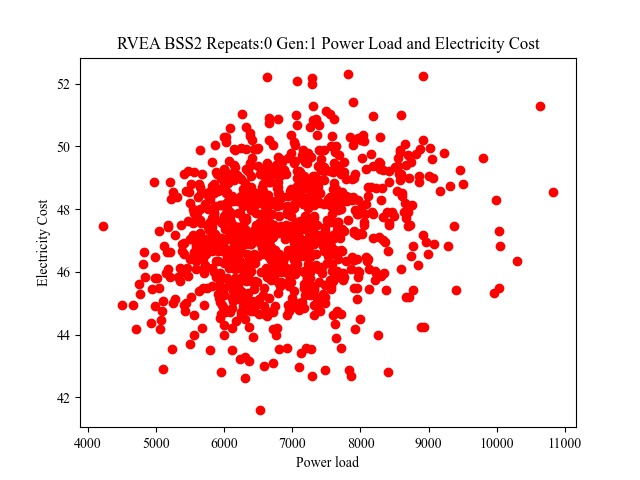 RVEA BSS2 Repeats:0 Gen:1 Power Load and Electricity Cost
52
50
48
46
44
42
Electricity Cost
4000 5000 6000 7000 8000 9000 10000 11000
Power load